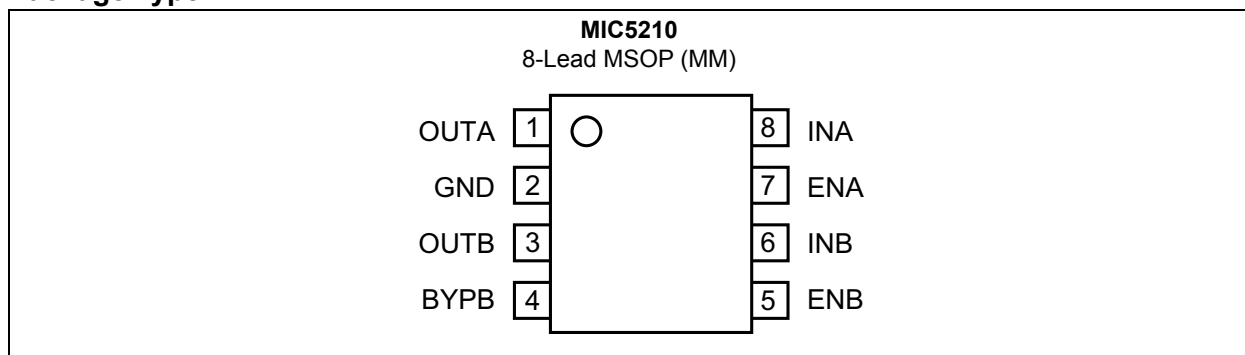 MIC5210
8-Lead MSOP (MM)
OUTA 1 8 INA
GND 2 7 ENA
OUTB 3 6 INB
BYPB 4 5 ENB